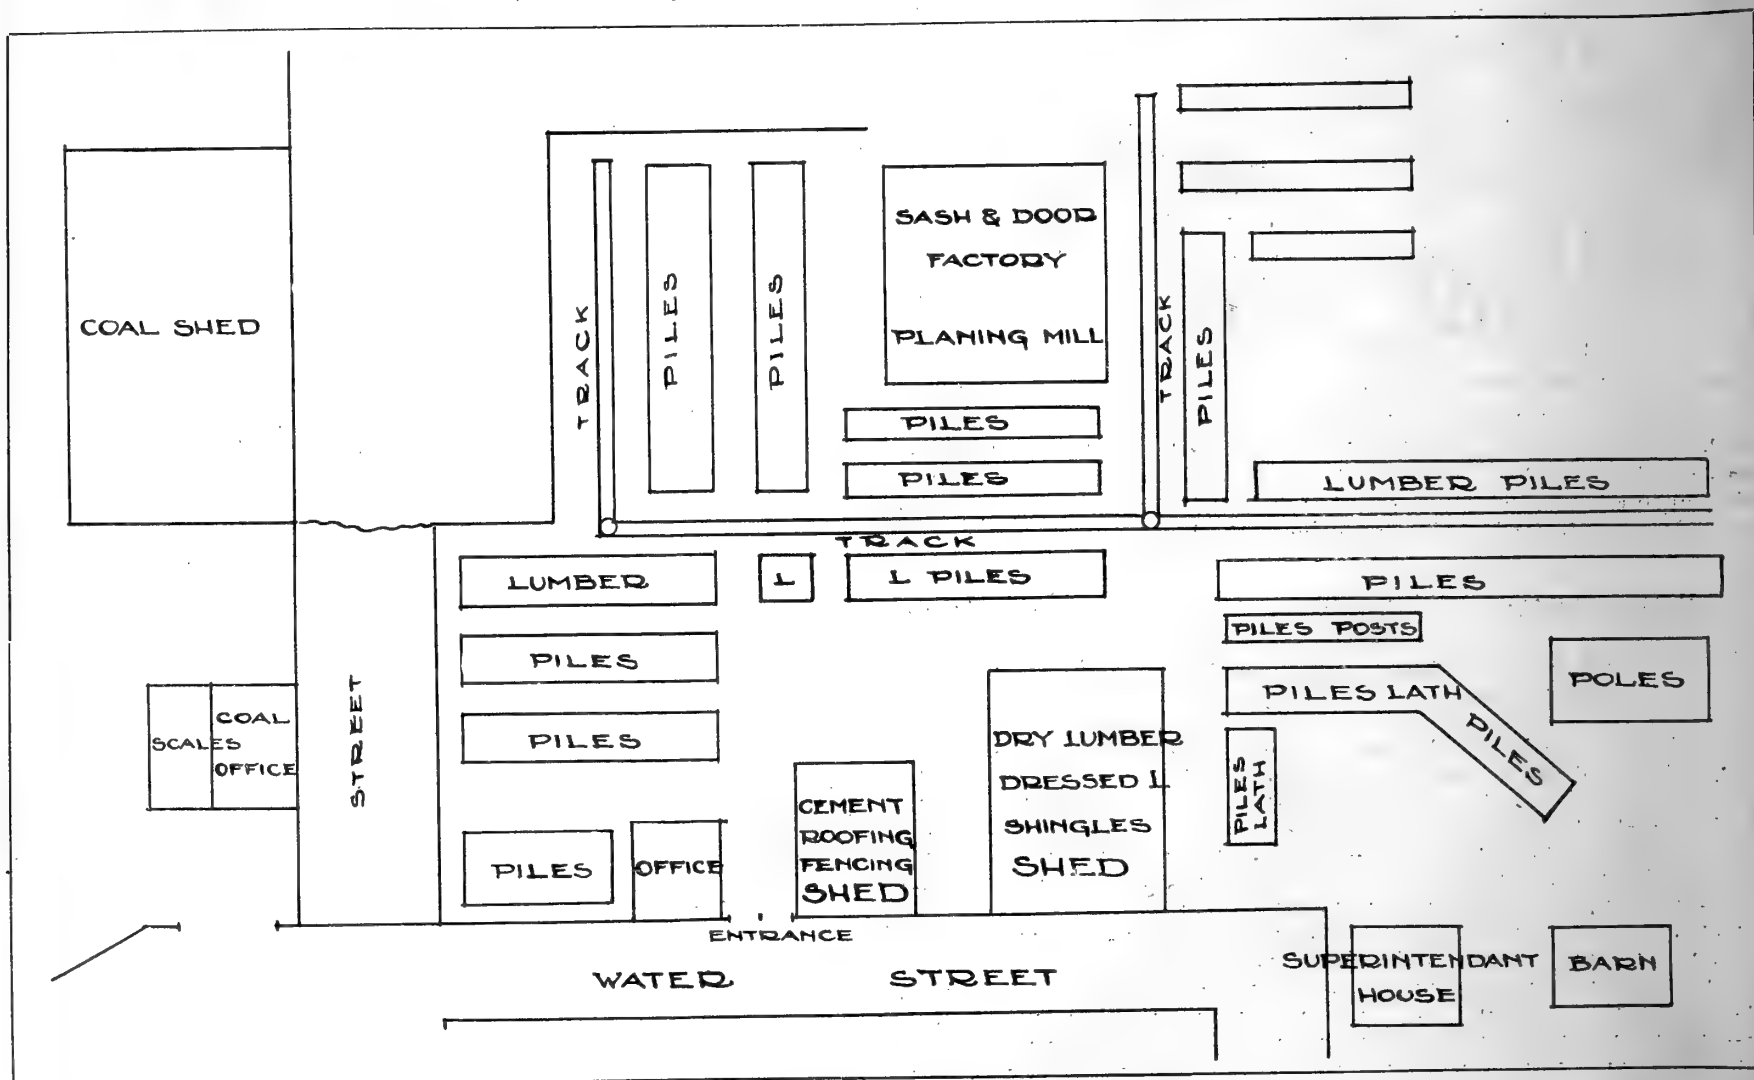 SASH & DOOR
FACTORY
PLANING MILL
COAL SHED
TRACK
PILES
PILES
TRACK
PILES
PILES
PILES
LUMBER PILES
TRACK
LUMBER
L
L PILES
PILES
PILES POSTS
PILES
POLES
PILES LATH
PILES
STREET
COAL
OFFICE
SCALES
PILES
DRY LUMBER
DRESSED L
SHINGLES
SHED
PILES
LATH
CEMENT
ROOFING
FENCING
SHED
PILES
OFFICE
ENTRANCE
WATER STREET
SUPERINTENDANT
HOUSE
BARN